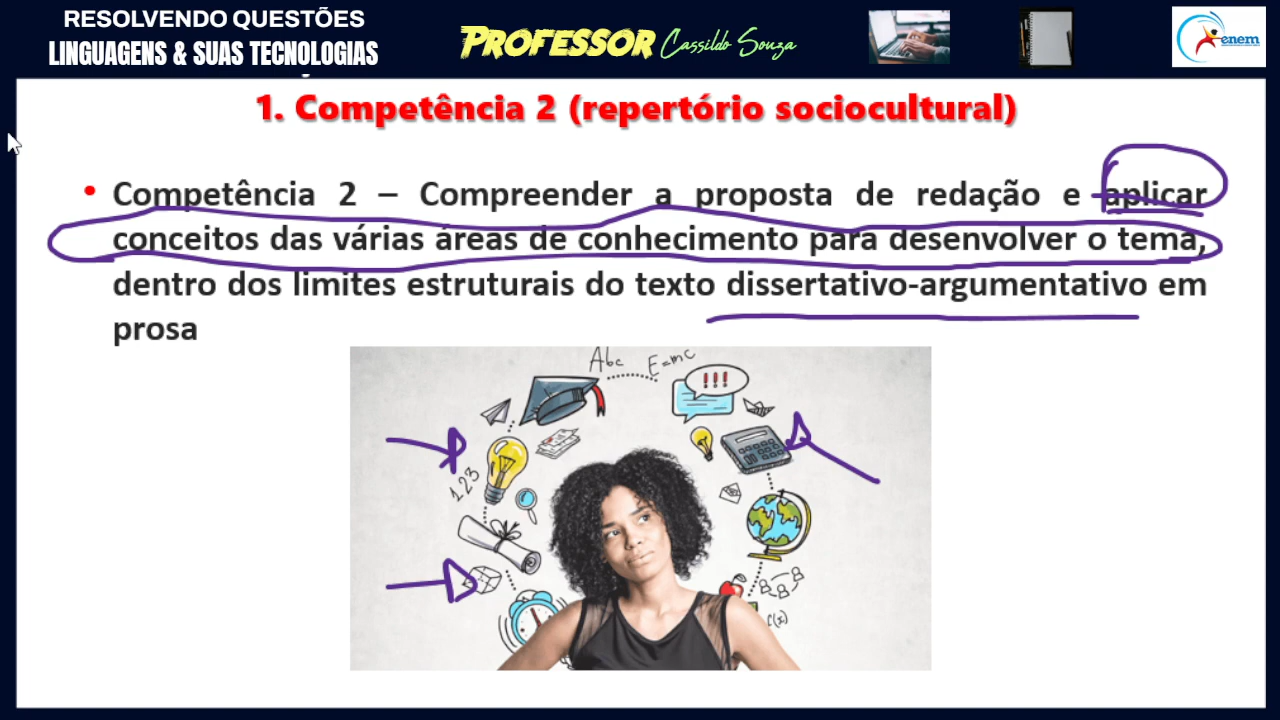 RESOLVENDO QUESTÕES
LINGUAGENS & SUAS TECNOLOGIAS
PROFESSOR Cassildo Souza
enem
1. Competência 2 (repertório sociocultural)
• Competência 2 – Compreender a proposta de redação e aplicar
conceitos das várias áreas de conhecimento para desenvolver o tema,
dentro dos limites estruturais do texto dissertativo-argumentativo em
prosa
Abc E=mc
!!!
123